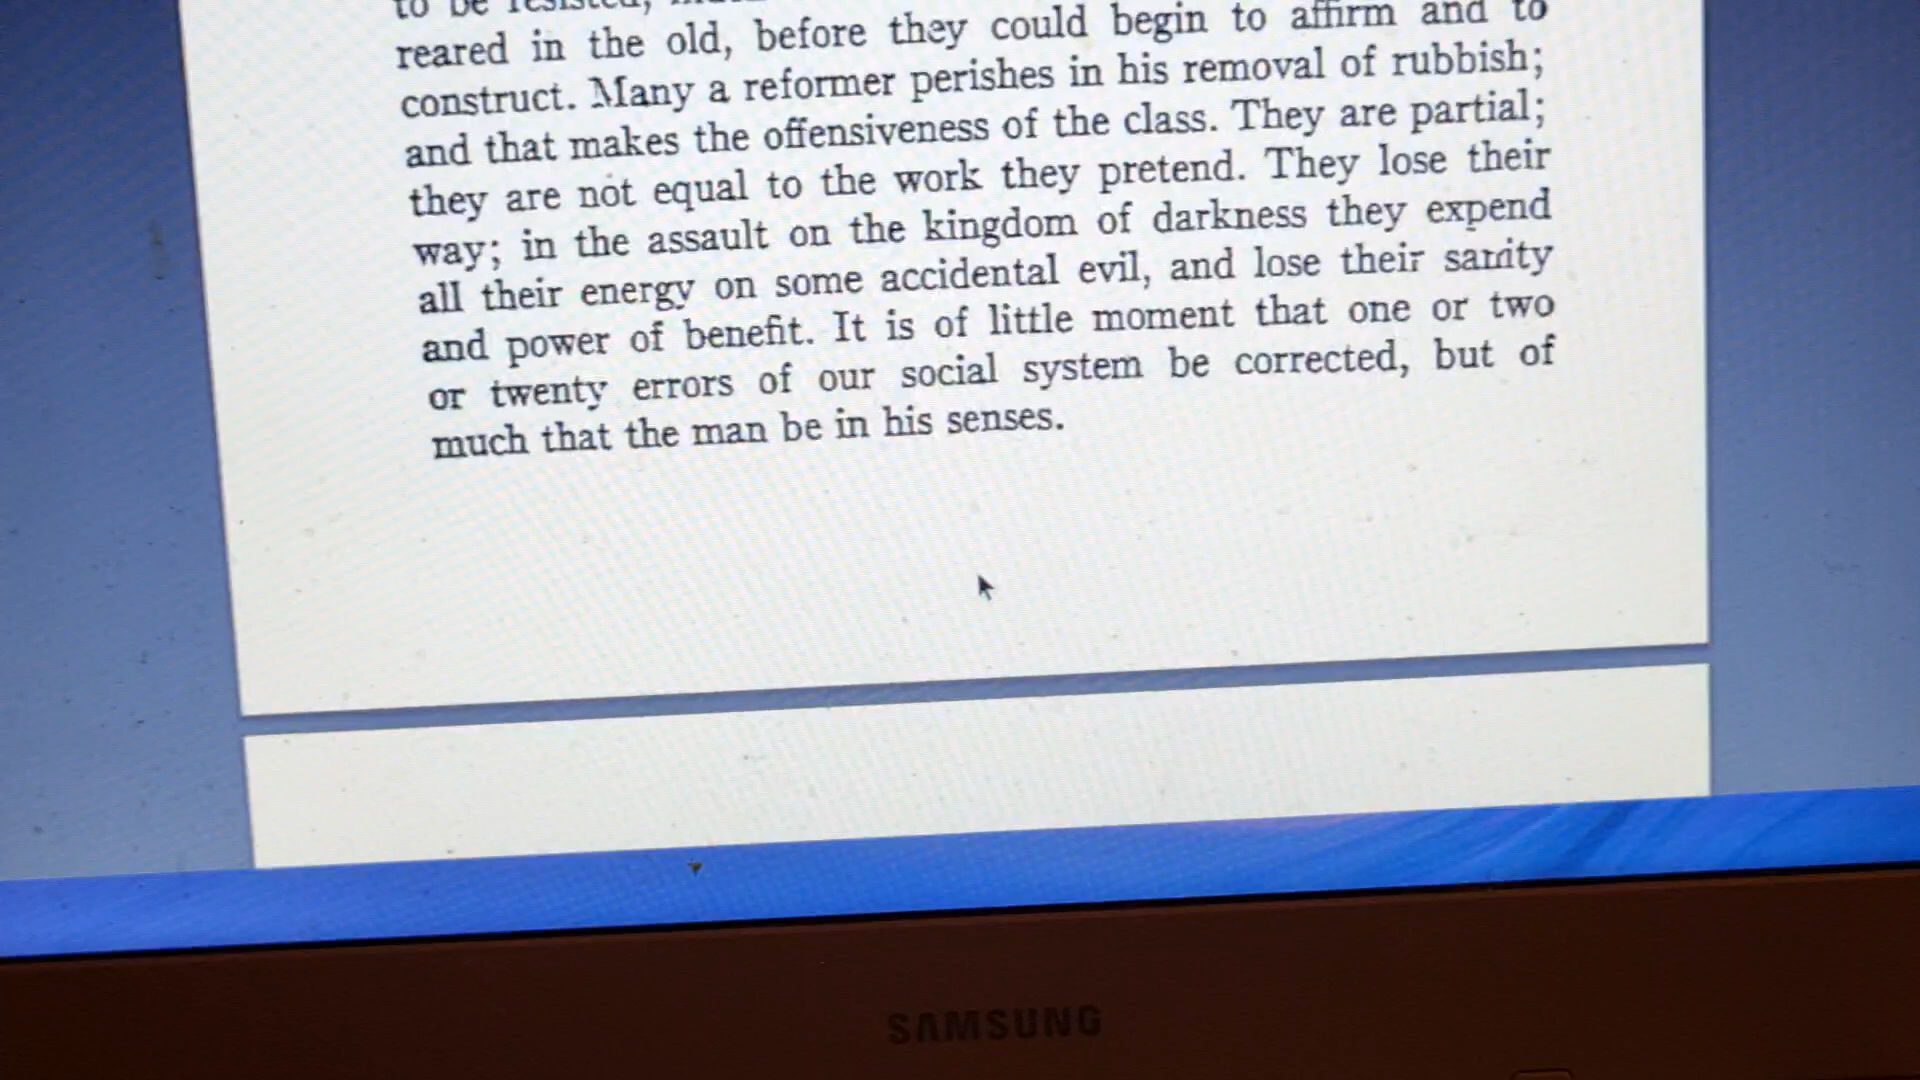 to be resisted,
reared in the old, before they could begin to affirm and to
construct. Many a reformer perishes in his removal of rubbish;
and that makes the offensiveness of the class. They are partial;
they are not equal to the work they pretend. They lose their
way; in the assault on the kingdom of darkness they expend
all their energy on some accidental evil, and lose their sanity
and power of benefit. It is of little moment that one or two
or twenty errors of our social system be corrected, but of
much that the man be in his senses.
SAMSUNG